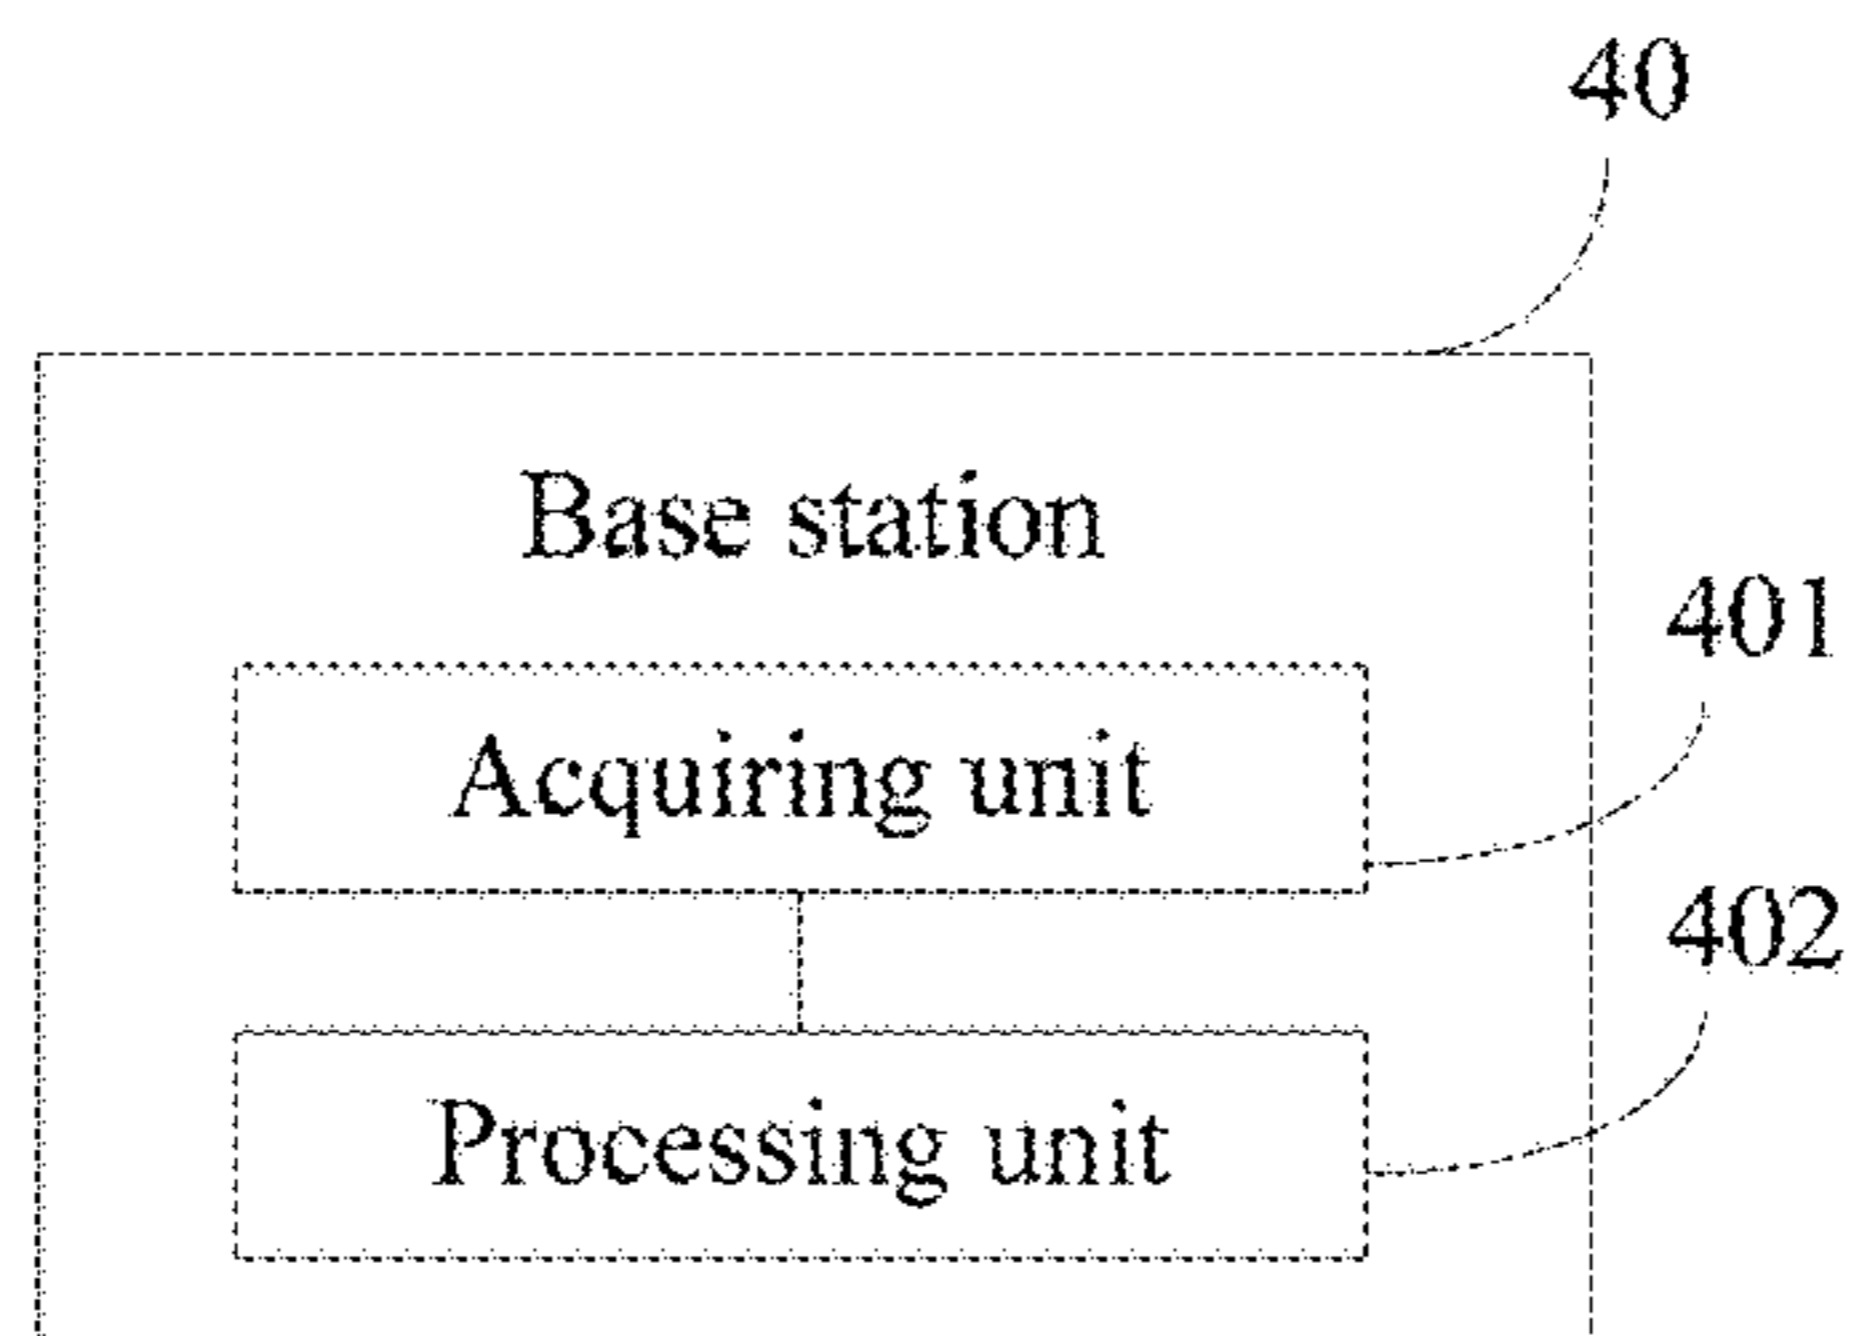 40
Base station
401
Acquiring unit
402
Processing unit